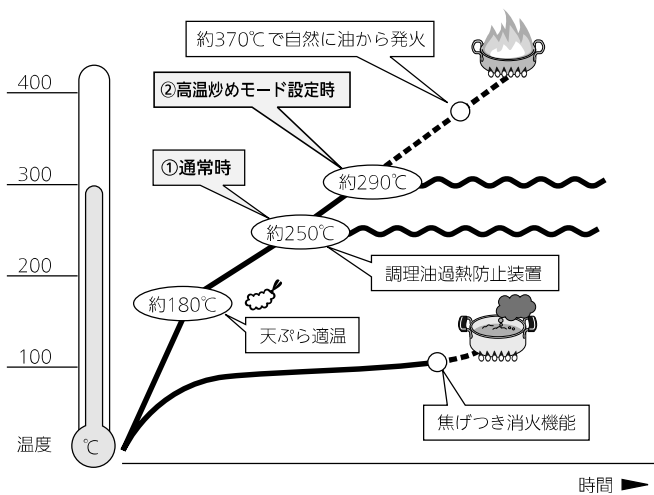 約370℃で自然に油から発火
400
②高温炒めモード設定時
①通常時
300
約290℃
約250℃
200
調理油過熱防止装置
約180℃
天ぷら適温
100
焦げつき消火機能
温度
℃
時間